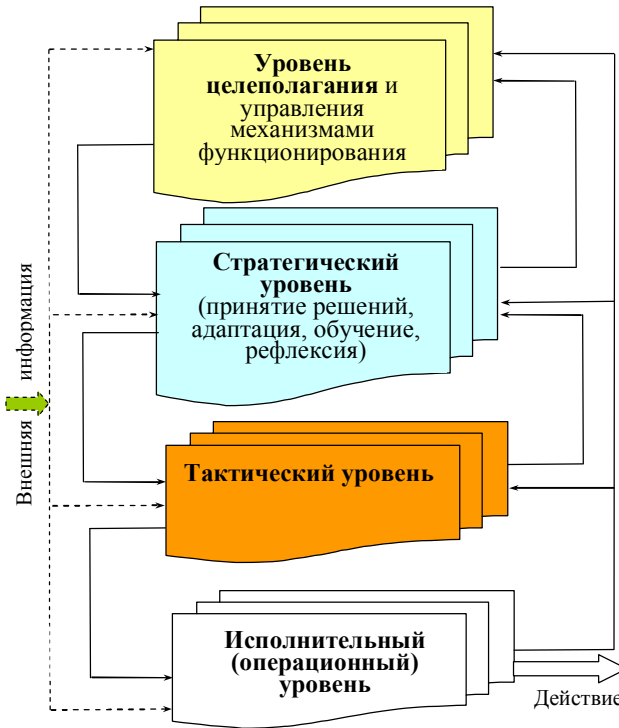 Уровень
целеполагания и
управления
механизмами
функционирования
Стратегический
уровень
(принятие решений,
адаптация, обучение,
рефлексия)
Внешняя информация
Тактический уровень
Исполнительный
(операционный)
уровень
Действие